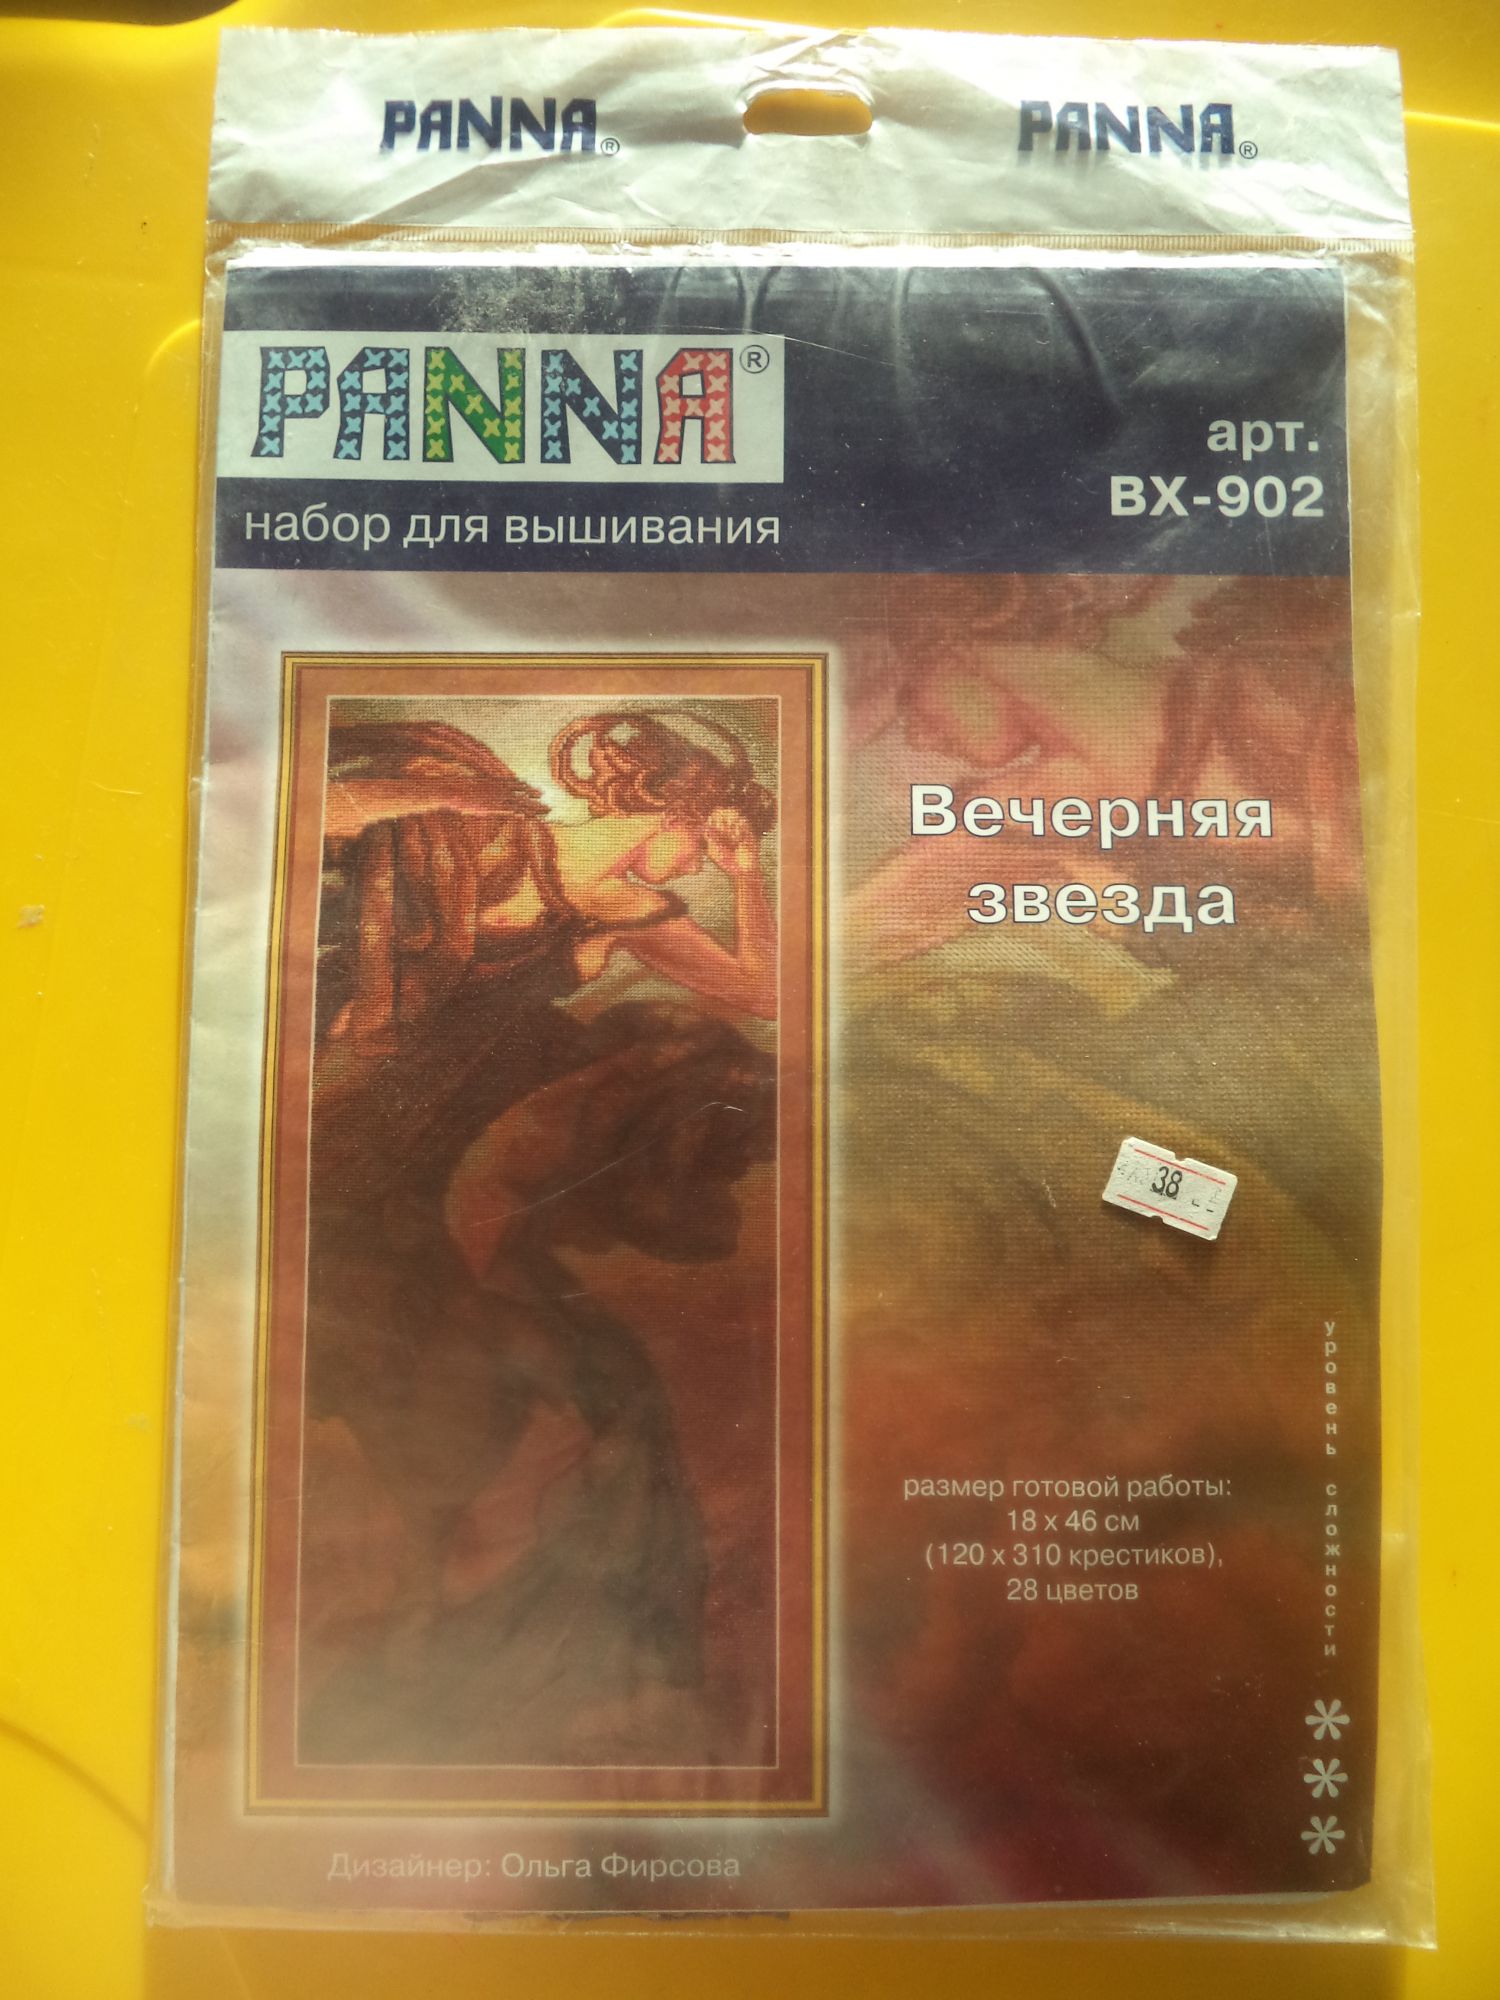 PANNA®
PANNA®
PANNA®
набор для вышивания
арт.
ВХ-902
Вечерняя
звезда
38
уровень сложности
размер готовой работы:
18 х 46 см
(120 х 310 крестиков),
28 цветов
Дизайнер: Ольга Фирсова